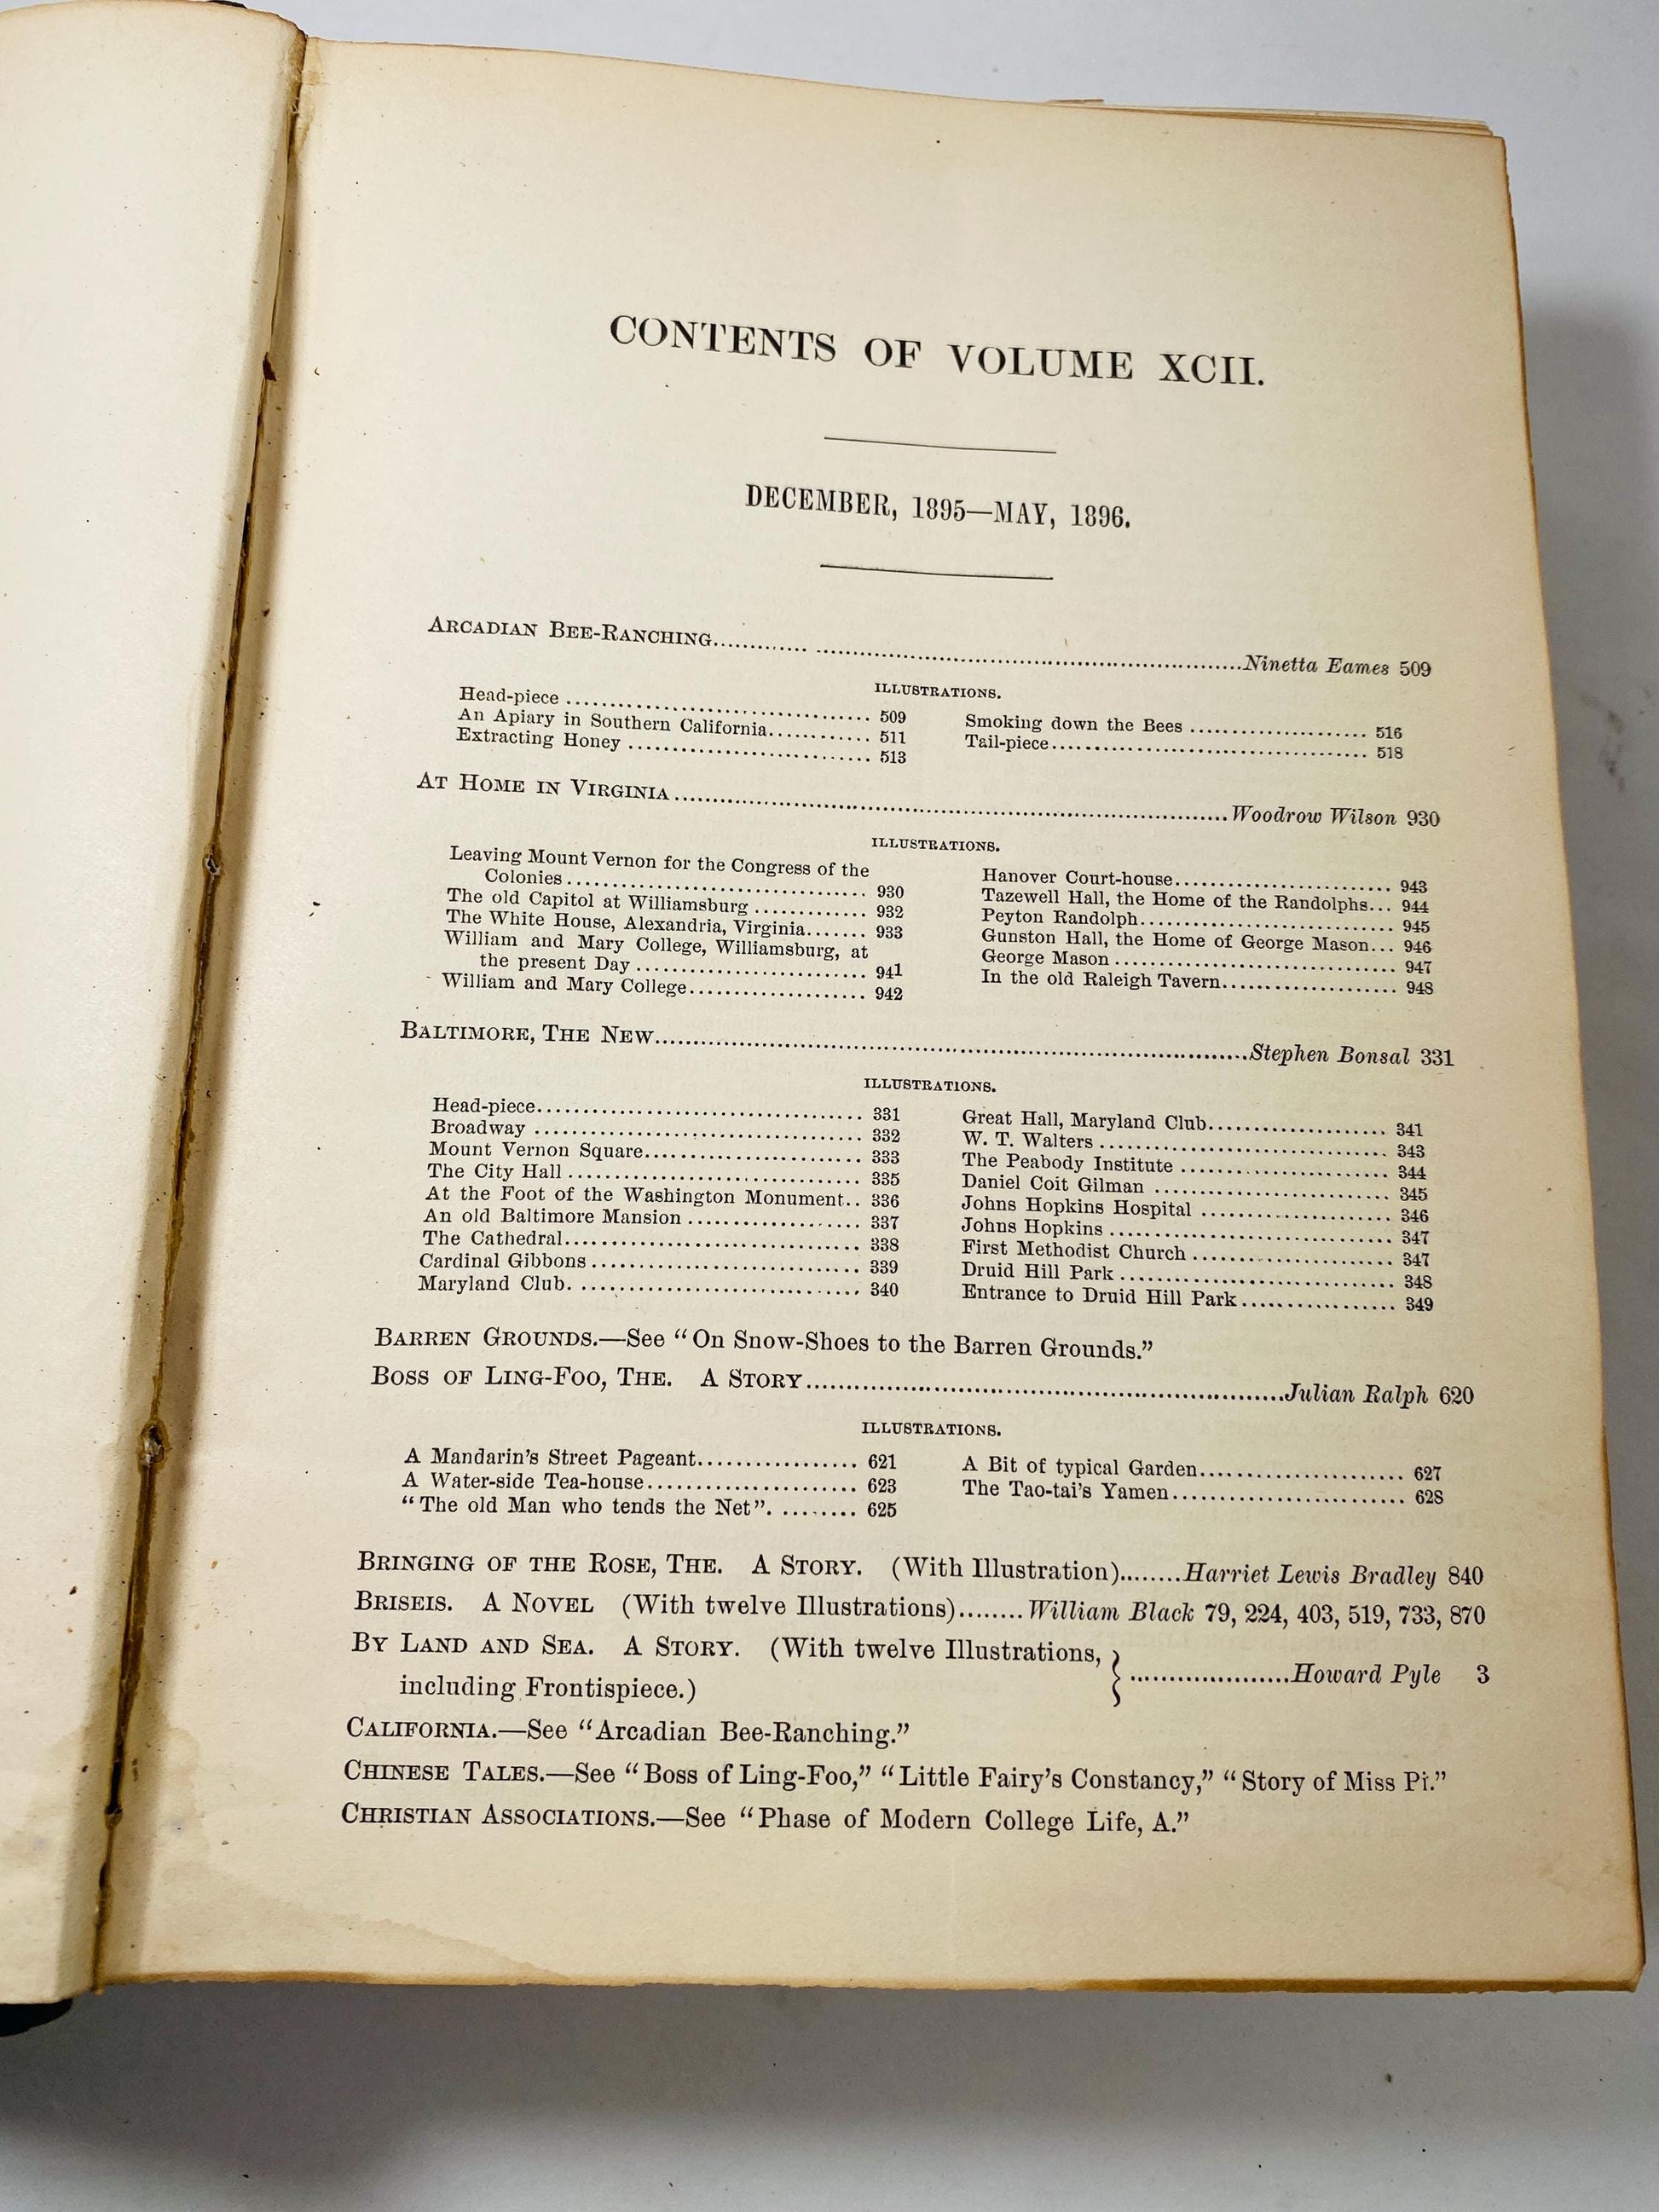 CONTENTS OF VOLUME XCII.
DECEMBER, 1895—MAY, 1896.
ARCADIAN BEE-RANCHING..........Ninetta Eames 509
ILLUSTRATIONS.
Head-piece .......... 509
An Apiary in Southern California.......... 511
Extracting Honey .......... 513
Smoking down the Bees .......... 516
Tail-piece.......... 518
AT HOME IN VIRGINIA..........Woodrow Wilson 930
ILLUSTRATIONS.
Leaving Mount Vernon for the Congress of the
Colonies.......... 930
The old Capitol at Williamsburg .......... 932
The White House, Alexandria, Virginia....... 933
William and Mary College, Williamsburg, at
the present Day .......... 941
William and Mary College.......... 942
Hanover Court-house.......... 943
Tazewell Hall, the Home of the Randolphs... 944
Peyton Randolph.......... 945
Gunston Hall, the Home of George Mason... 946
George Mason .......... 947
In the old Raleigh Tavern.......... 948
BALTIMORE, THE NEW..........Stephen Bonsal 331
ILLUSTRATIONS.
Head-piece.......... 331
Broadway .......... 332
Mount Vernon Square.......... 333
The City Hall .......... 335
At the Foot of the Washington Monument.. 336
An old Baltimore Mansion .......... 337
The Cathedral.......... 338
Cardinal Gibbons .......... 339
Maryland Club. .......... 340
Great Hall, Maryland Club.......... 341
W. T. Walters .......... 343
The Peabody Institute .......... 344
Daniel Coit Gilman .......... 345
Johns Hopkins Hospital .......... 346
Johns Hopkins .......... 347
First Methodist Church .......... 347
Druid Hill Park .......... 348
Entrance to Druid Hill Park.......... 349
BARREN GROUNDS.—See “On Snow-Shoes to the Barren Grounds.”
BOSS OF LING-FOO, THE. A STORY..........Julian Ralph 620
ILLUSTRATIONS.
A Mandarin’s Street Pageant.......... 621
A Water-side Tea-house.......... 623
“The old Man who tends the Net”. ........ 625
A Bit of typical Garden.......... 627
The Tao-tai’s Yamen.......... 628
BRINGING OF THE ROSE, THE. A STORY. (With Illustration)........Harriet Lewis Bradley 840
BRISEIS. A NOVEL (With twelve Illustrations)........William Black 79, 224, 403, 519, 733, 870
BY LAND AND SEA. A STORY. (With twelve Illustrations,
including Frontispiece.) } ..........Howard Pyle 3
CALIFORNIA.—See “Arcadian Bee-Ranching.”
CHINESE TALES.—See “Boss of Ling-Foo,” “Little Fairy’s Constancy,” “Story of Miss Pi.”
CHRISTIAN ASSOCIATIONS.—See “Phase of Modern College Life, A.”